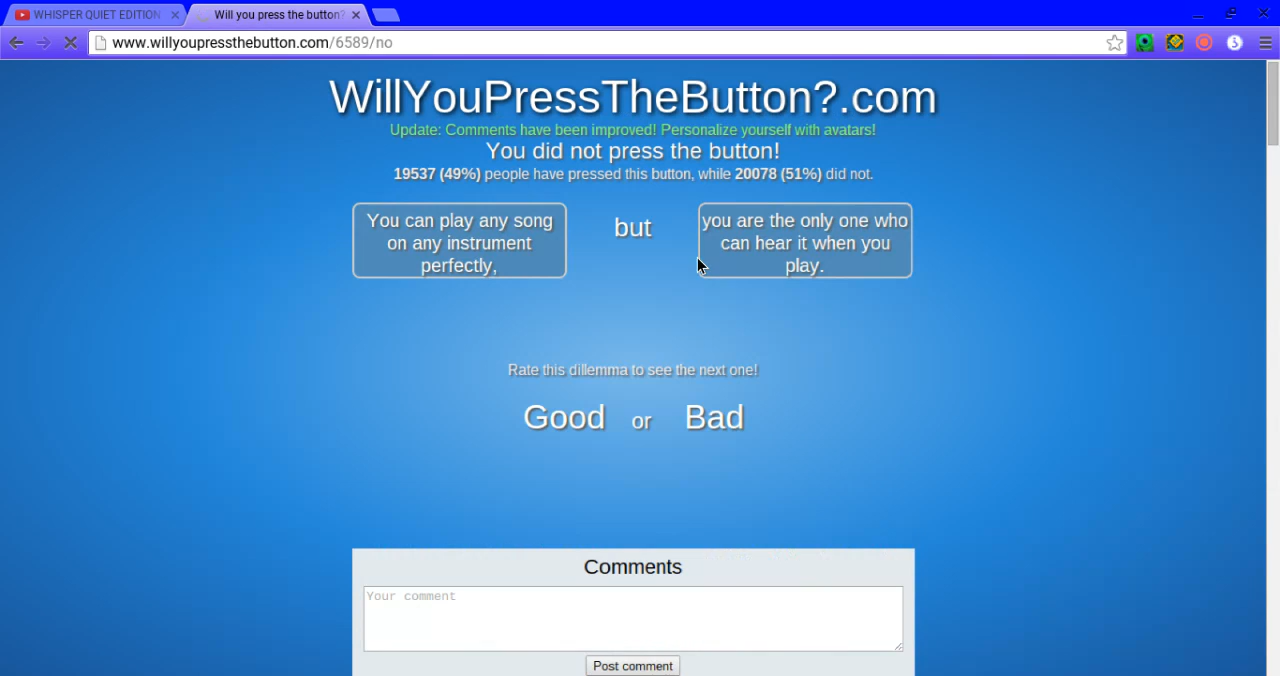 WHISPER QUIET EDITION
Will you press the button?
www.willyoupressthebutton.com/6589/no
WillYouPressTheButton?.com
Update: Comments have been improved! Personalize yourself with avatars!
You did not press the button!
19537 (49%) people have pressed this button, while 20078 (51%) did not.
You can play any song
on any instrument
perfectly,
but
you are the only one who
can hear it when you
play.
Rate this dillemma to see the next one!
Good or Bad
Comments
Your comment
Post comment